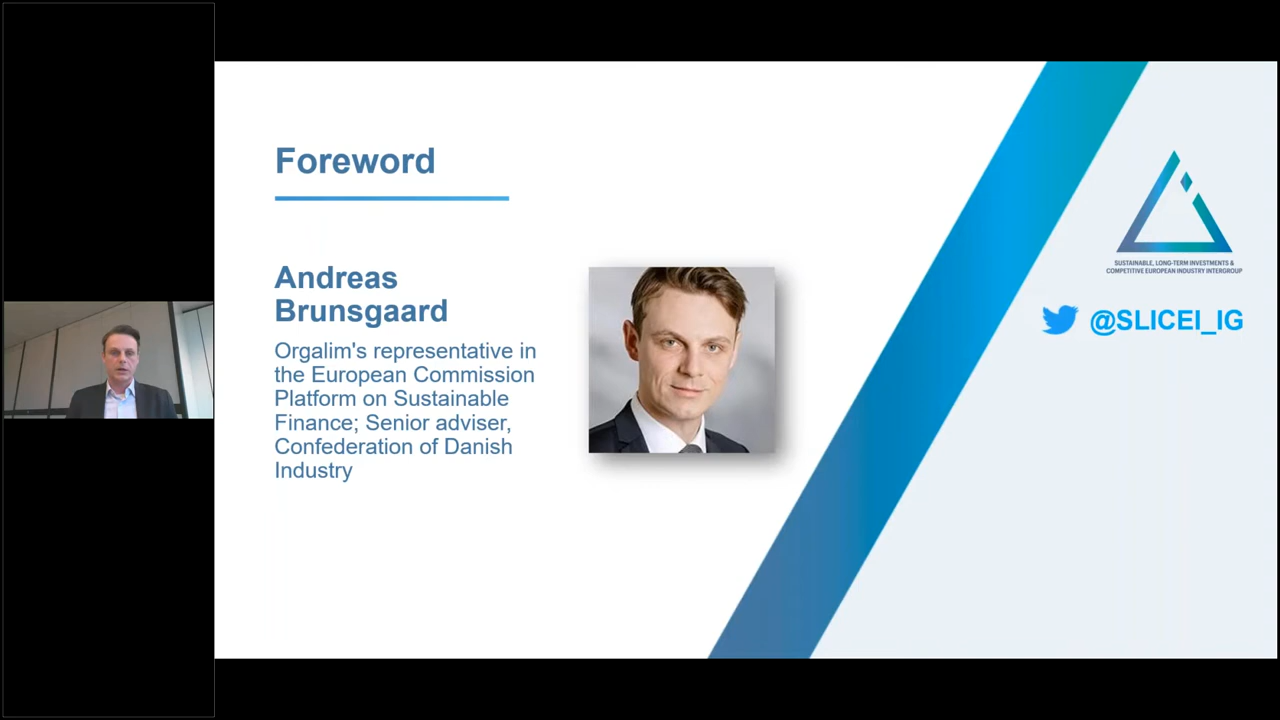 Foreword
Andreas
Brunsgaard
Orgalim's representative in
the European Commission
Platform on Sustainable
Finance; Senior adviser,
Confederation of Danish
Industry
SUSTAINABLE, LONG-TERM INVESTMENTS &
COMPETITIVE EUROPEAN INDUSTRY INTERGROUP
@SLICEI_IG